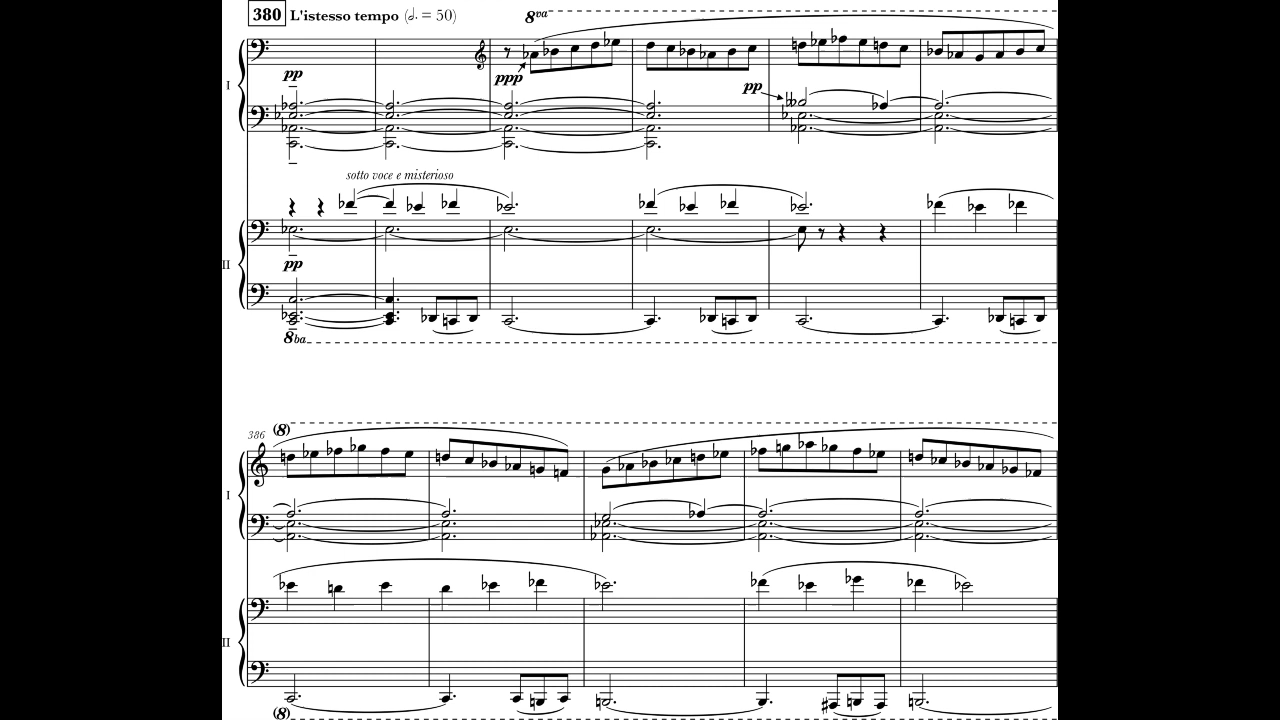 380 L'istesso tempo (𝅗𝅥. = 50)
8va
pp
ppp
pp
I
sotto voce e misterioso
II
pp
8ba
386
(8)
I
II
(8)